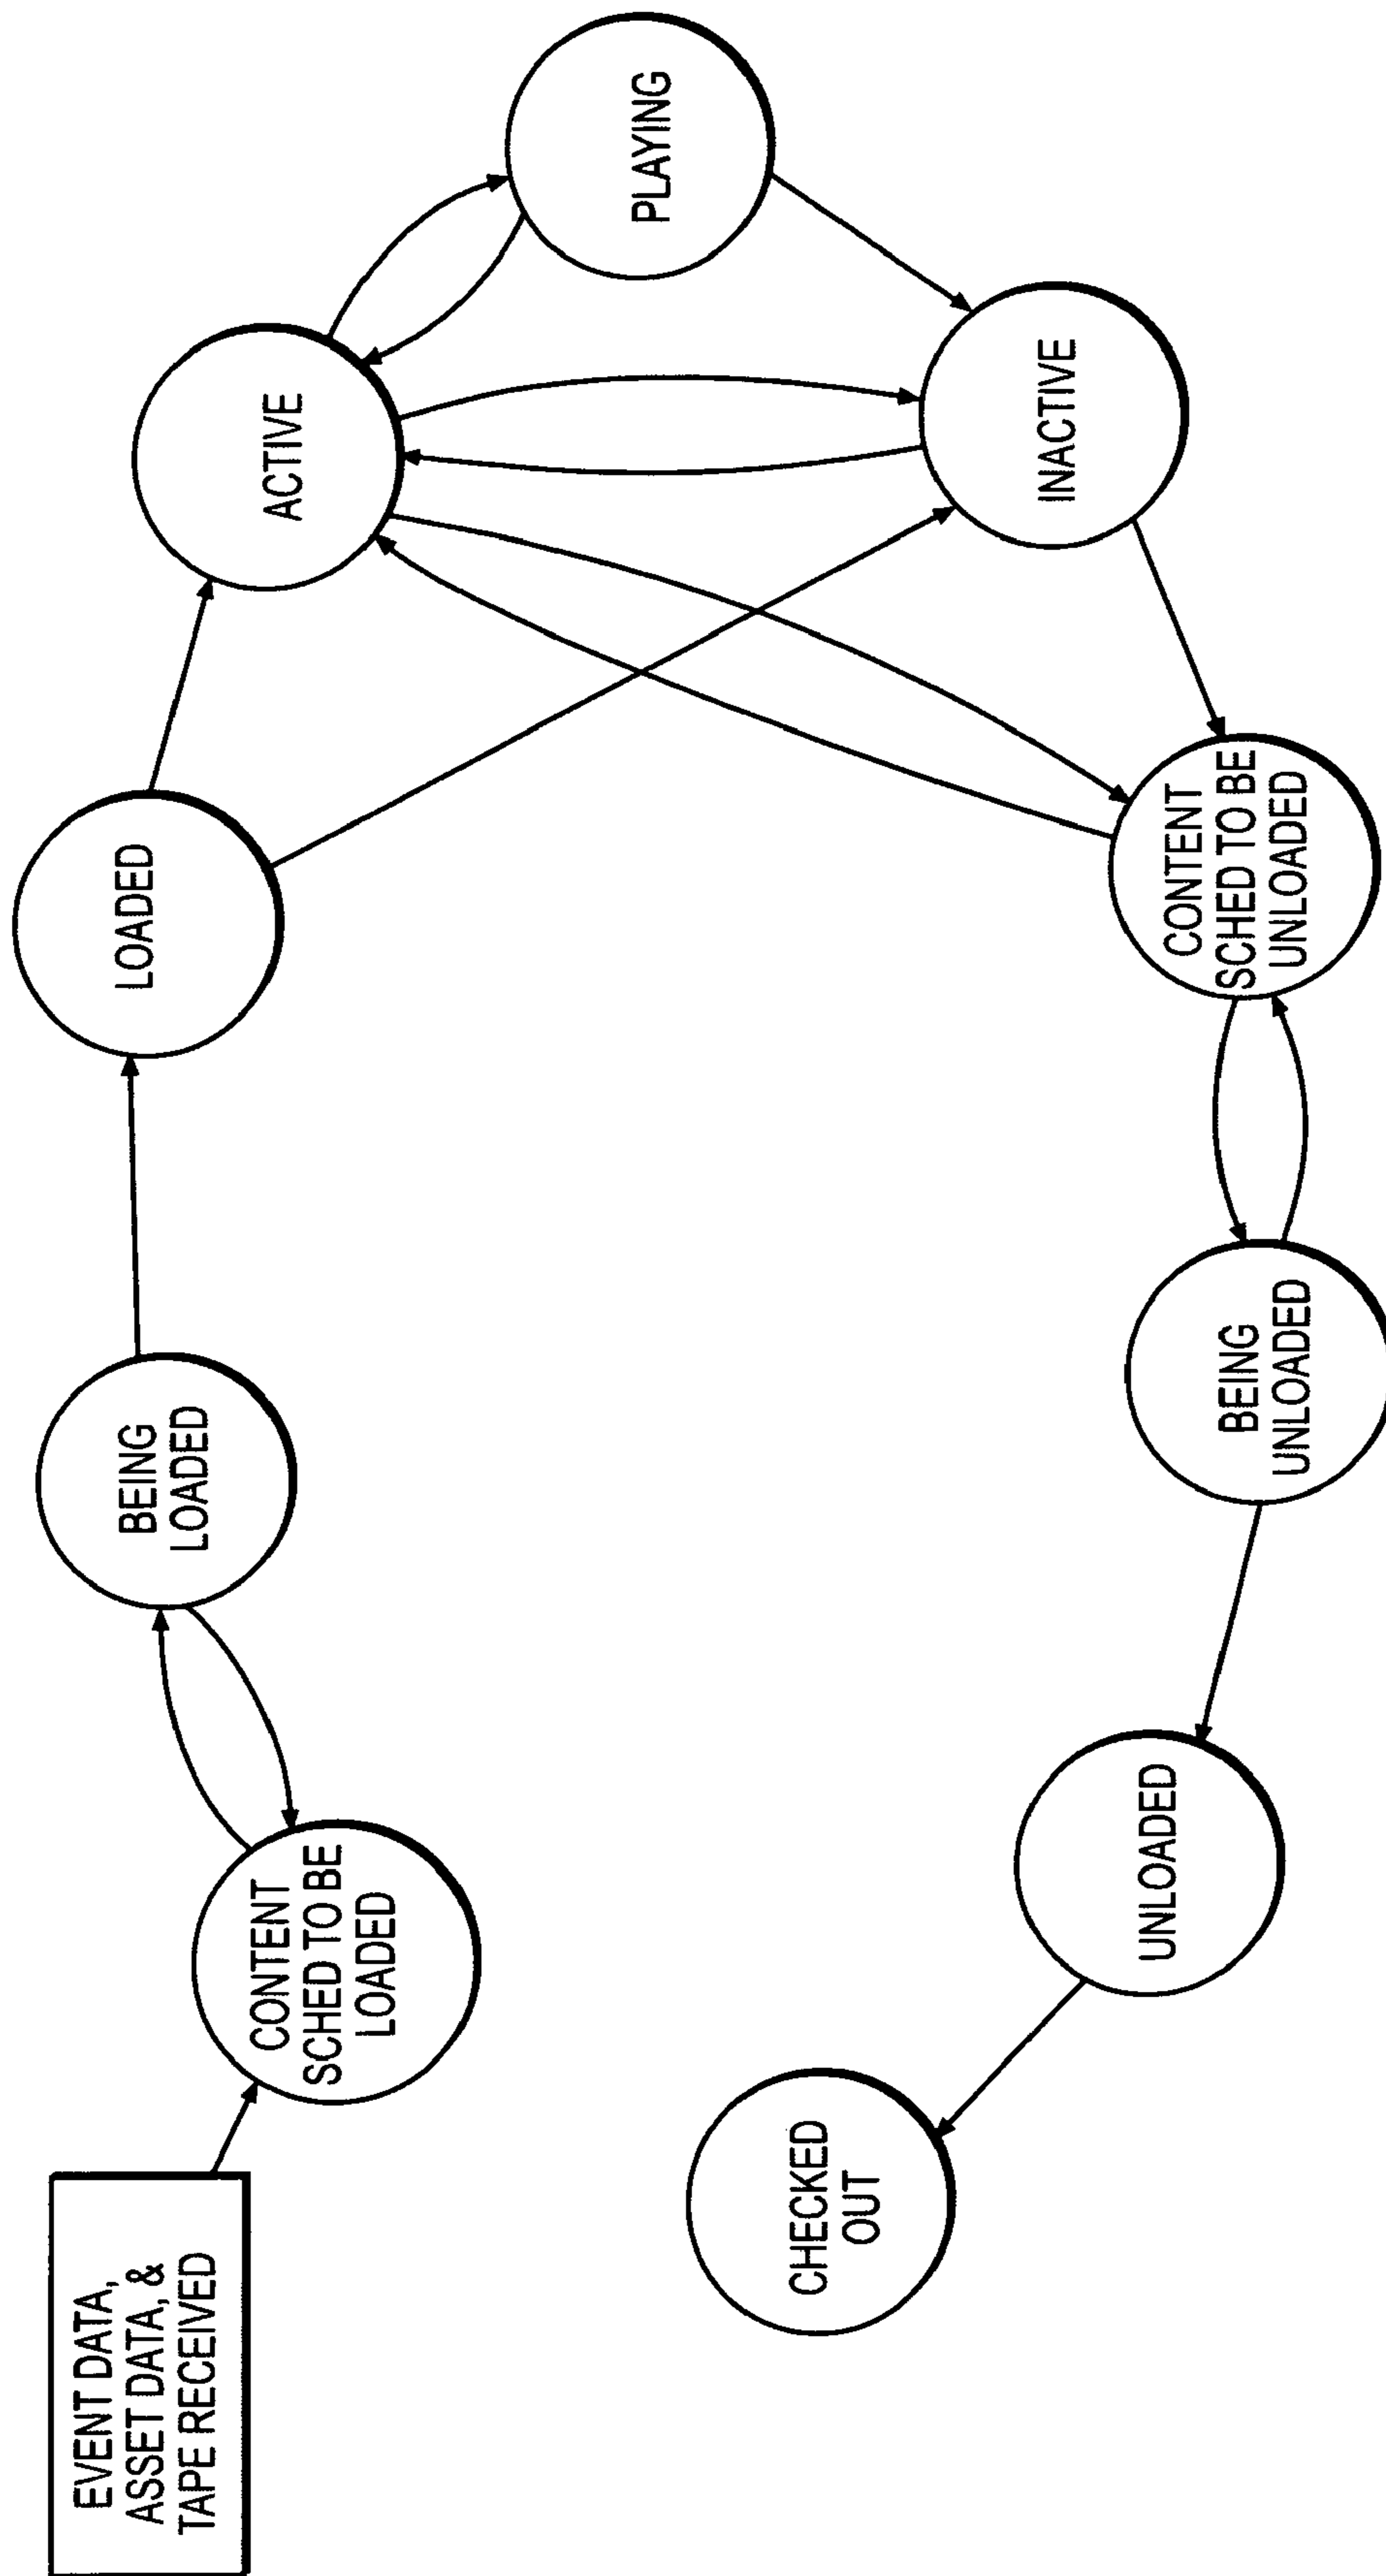 EVENT DATA,
ASSET DATA, &
TAPE RECEIVED
CONTENT
SCHED TO BE
LOADED
BEING
LOADED
LOADED
ACTIVE
PLAYING
INACTIVE
CONTENT
SCHED TO BE
UNLOADED
BEING
UNLOADED
UNLOADED
CHECKED
OUT